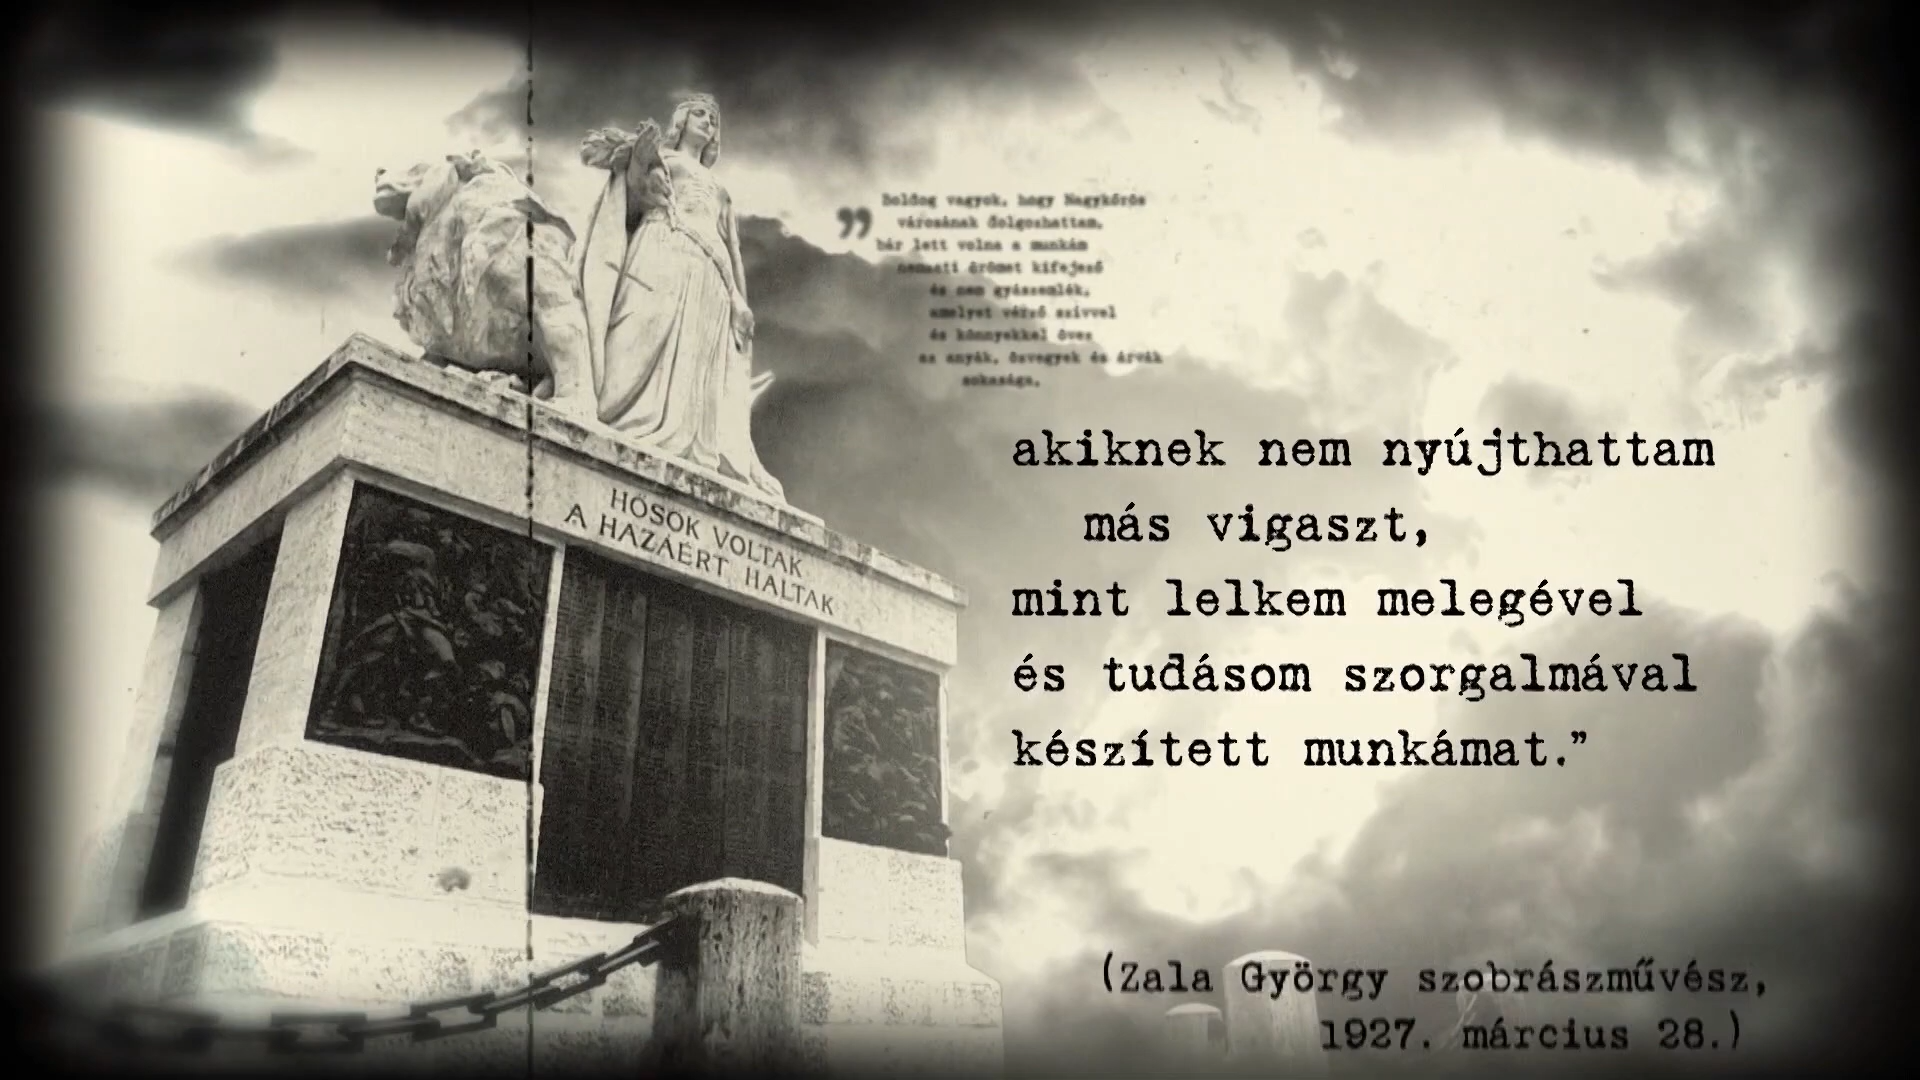 HŐSÖK VOLTAK
A HAZÁÉRT HALTAK
” Boldog vagyok, hogy Nagykőrös
városának dolgozhattam,
bár lett volna a munkám
nemzeti örömet kifejező
és nem gyászemlék,
amelyet vérző szívvel
és könnyekkel övez
az anyák, özvegyek és árvák
sokasága,
akiknek nem nyújthattam
más vigaszt,
mint lelkem melegével
és tudásom szorgalmával
készített munkámat.”
(Zala György szobrászművész,
1927. március 28.)